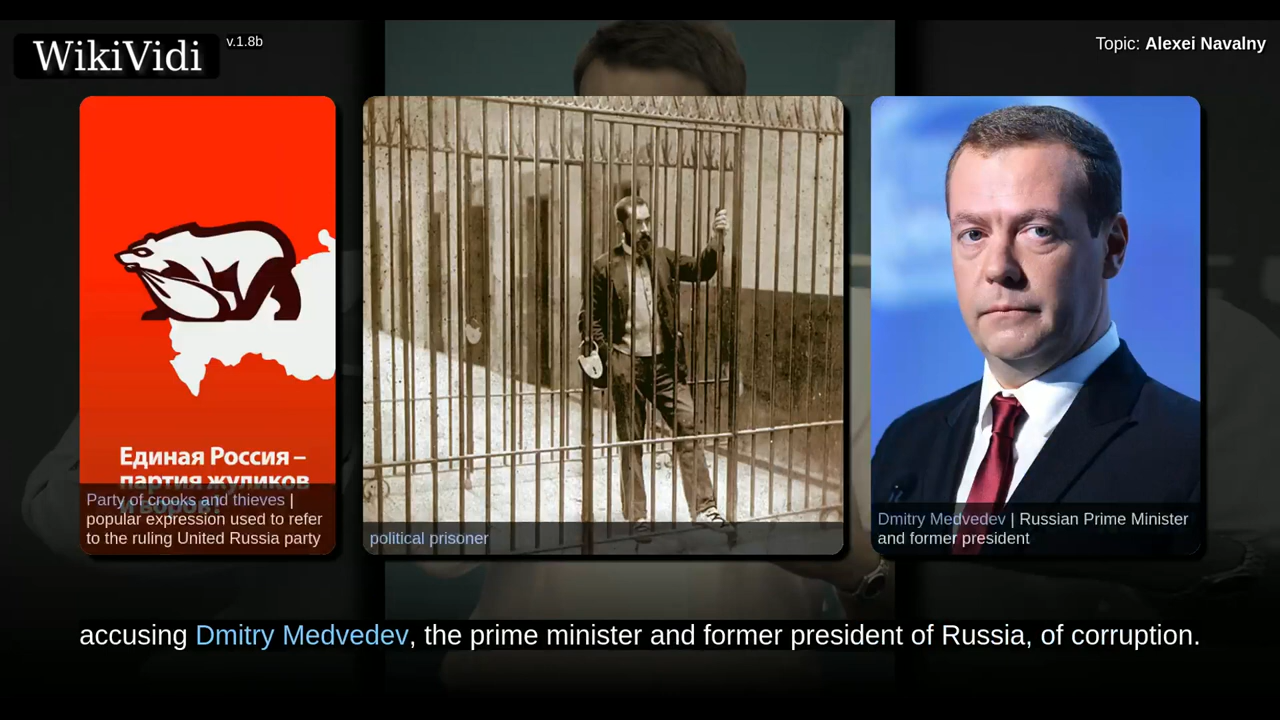 WikiVidi
v.1.8b
Topic: Alexei Navalny
Единая Россия –
партия жуликов
Party of crooks and thieves |
popular expression used to refer
to the ruling United Russia party
political prisoner
Dmitry Medvedev | Russian Prime Minister
and former president
accusing Dmitry Medvedev, the prime minister and former president of Russia, of corruption.